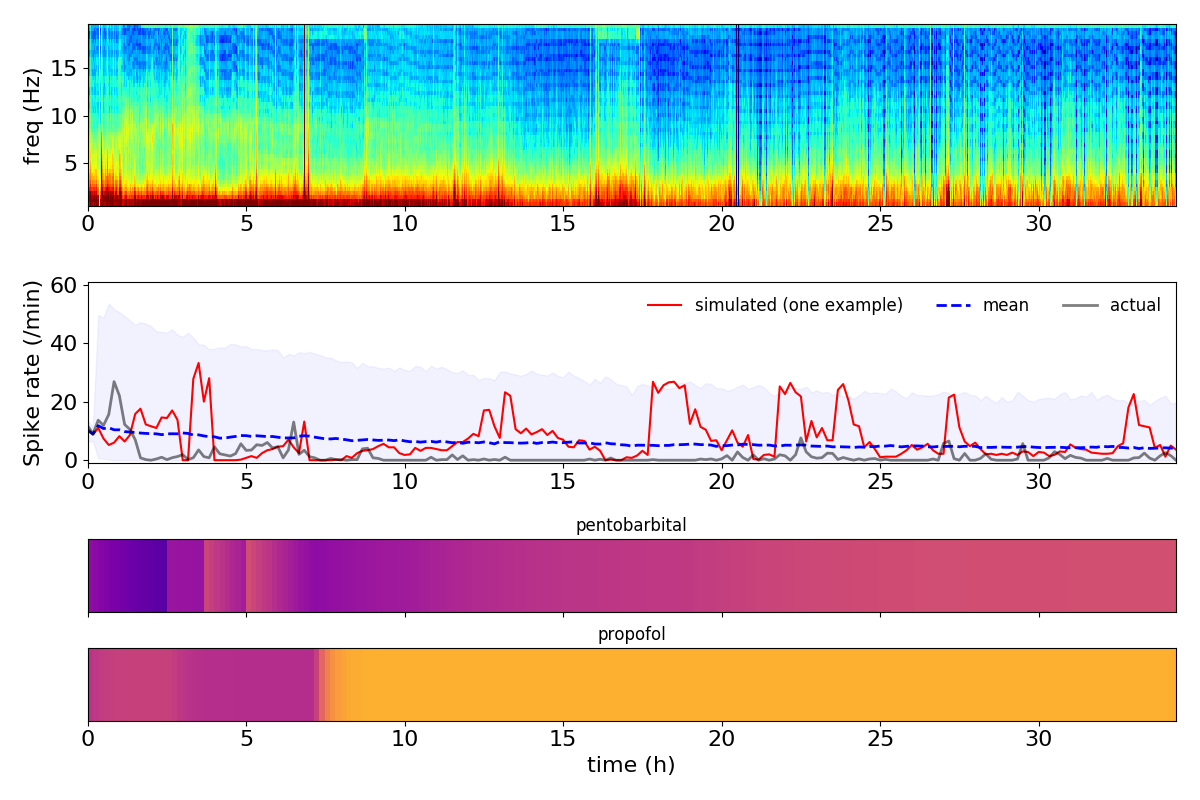 freq (Hz)
15
10
5
0 5 10 15 20 25 30
Spike rate (/min)
60
40
20
0
simulated (one example) mean actual
0 5 10 15 20 25 30
pentobarbital
propofol
0 5 10 15 20 25 30
time (h)